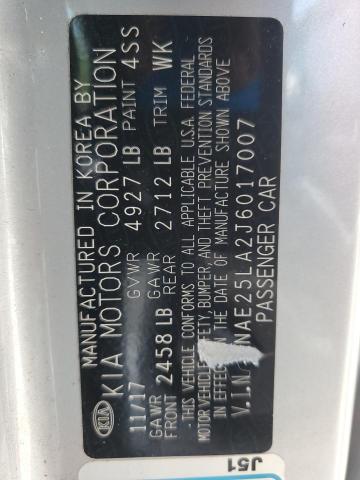 MANUFACTURED IN KOREA BY
KIA KIA MOTORS CORPORATION
11/17 GVWR 4927 LB PAINT 4SS
GAWR FRONT 2458 LB GAWR REAR 2712 LB TRIM WK
THIS VEHICLE CONFORMS TO ALL APPLICABLE U.S.A. FEDERAL
MOTOR VEHICLE SAFETY, BUMPER, AND THEFT PREVENTION STANDARDS
IN EFFECT ON THE DATE OF MANUFACTURE SHOWN ABOVE
V.I.N. NAE25LA2J6017007
PASSENGER CAR
J51